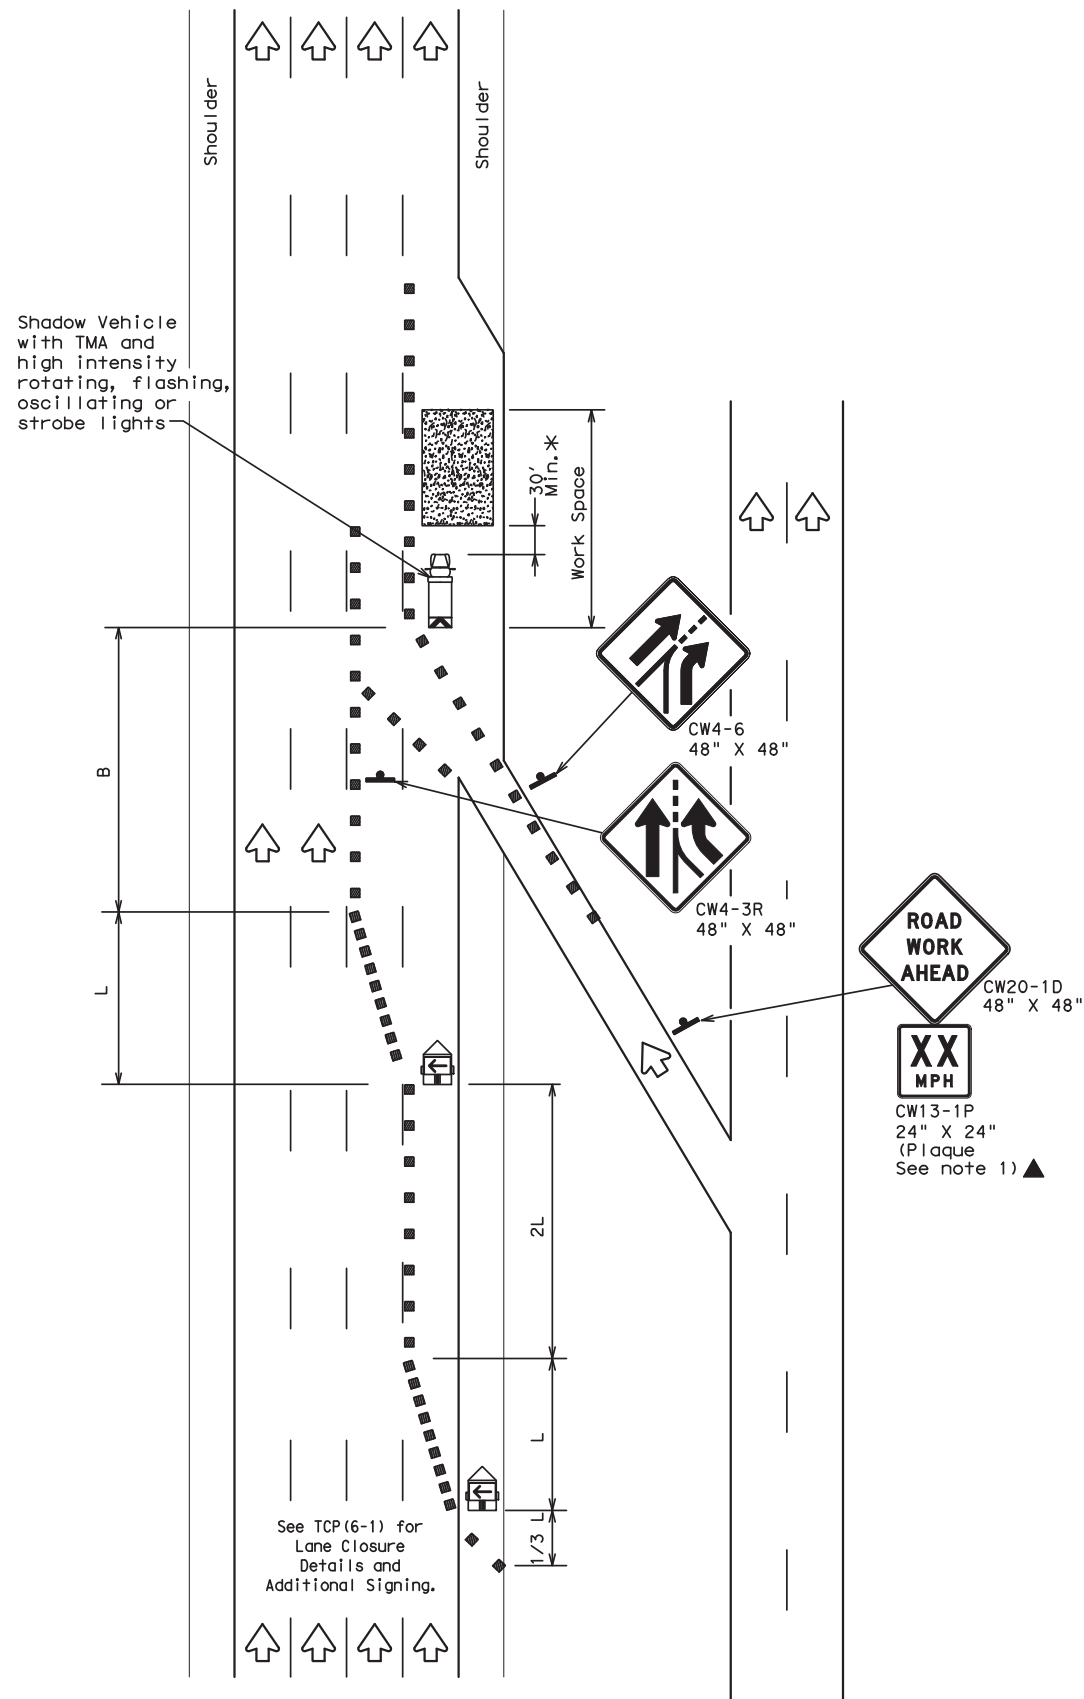 Shoulder
Shoulder
Shadow Vehicle
with TMA and
high intensity
rotating, flashing,
oscillating or
strobe lights
30'
Min.*
Work Space
CW4-6
48" X 48"
B
CW4-3R
48" X 48"
ROAD
WORK
AHEAD
CW20-1D
48" X 48"
XX
MPH
CW13-1P
24" X 24"
(Plaque
See note 1) ▲
L
2L
L
1/3 L
See TCP(6-1) for
Lane Closure
Details and
Additional Signing.